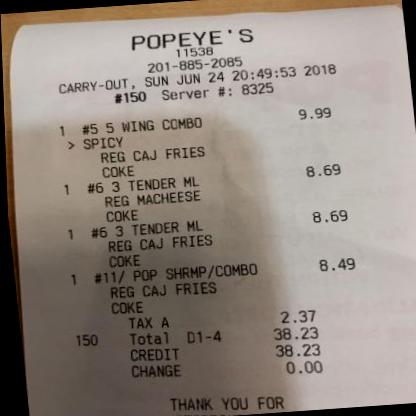 POPEYE'S
11538
201-885-2085
CARRY-OUT, SUN JUN 24 20:49:53 2018
#150 Server #: 8325
1 #5 5 WING COMBO 9.99
> SPICY
REG CAJ FRIES
COKE
1 #6 3 TENDER ML 8.69
REG MACHEESE
COKE
1 #6 3 TENDER ML 8.69
REG CAJ FRIES
COKE
1 #11/ POP SHRMP/COMBO 8.49
REG CAJ FRIES
COKE
TAX A 2.37
150 Total D1-4 38.23
CREDIT 38.23
CHANGE 0.00
THANK YOU FOR